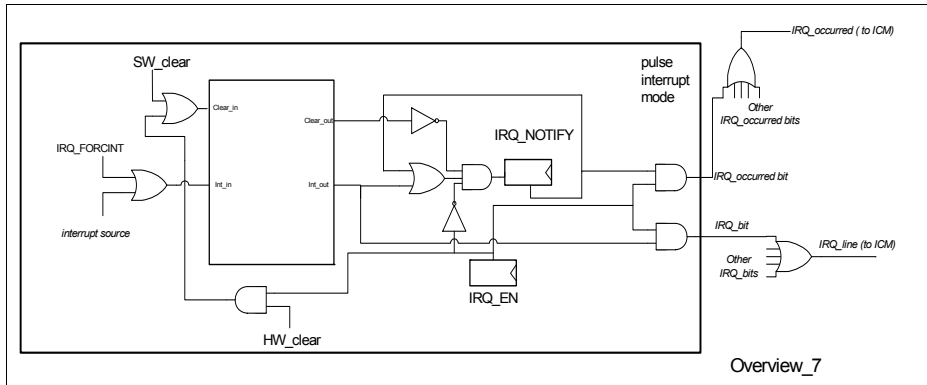 IRQ_occurred ( to ICM)
SW_clear
pulse
interrupt
mode
Clear_in
Other
IRQ_occurred bits
Clear_out
IRQ_NOTIFY
IRQ_FORCINT
IRQ_occurred bit
Int_in
Int_out
IRQ_bit
interrupt source
IRQ_line (to ICM)
Other
IRQ_bits
IRQ_EN
HW_clear
Overview_7